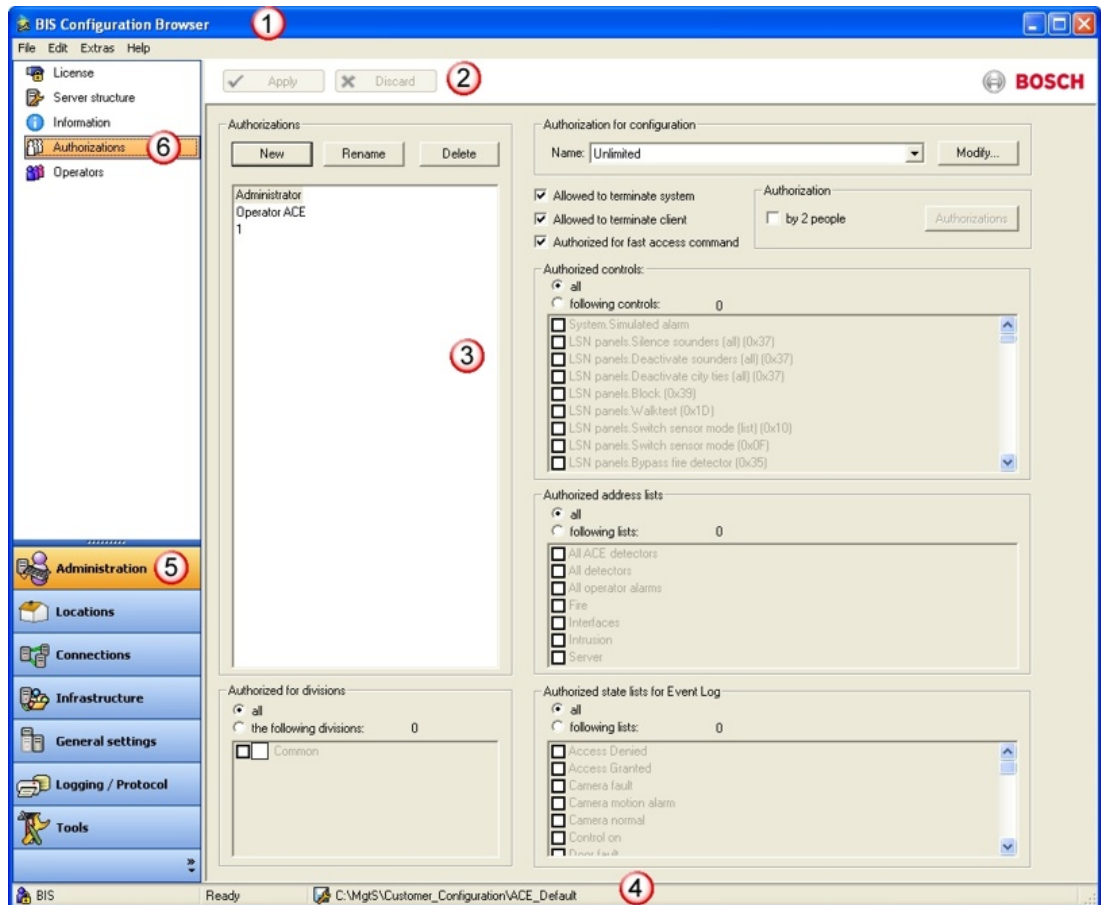 BIS Configuration Browser
1
File Edit Extras Help
License
Server structure
Information
Authorizations
6
Operators
Apply
Discard
2
BOSCH
Authorizations
New
Rename
Delete
Administrator
Operator ACE
1
3
Authorization for configuration
Name: Unlimited
Modify...
Allowed to terminate system
Allowed to terminate client
Authorized for fast access command
Authorization
by 2 people
Authorizations
Authorized controls:
all
following controls: 0
System.Simulated alarm
LSN panels.Silence sounders (all) (0x37)
LSN panels.Deactivate sounders (all) (0x37)
LSN panels.Deactivate city ties (all) (0x37)
LSN panels.Block (0x39)
LSN panels.Walktest (0x1D)
LSN panels.Switch sensor mode (list) (0x10)
LSN panels.Switch sensor mode (0x0F)
LSN panels.Bypass fire detector (0x35)
Authorized address lists
all
following lists: 0
All ACE detectors
All detectors
All operator alarms
Fire
Interfaces
Intrusion
Server
Administration
5
Locations
Connections
Infrastructure
General settings
Logging / Protocol
Tools
»
Authorized for divisions
all
the following divisions: 0
Common
Authorized state lists for Event Log
all
following lists: 0
Access Denied
Access Granted
Camera fault
Camera motion alarm
Camera normal
Control on
Door fault
BIS
Ready
C:\MgtS\Customer_Configuration\ACE_Default
4